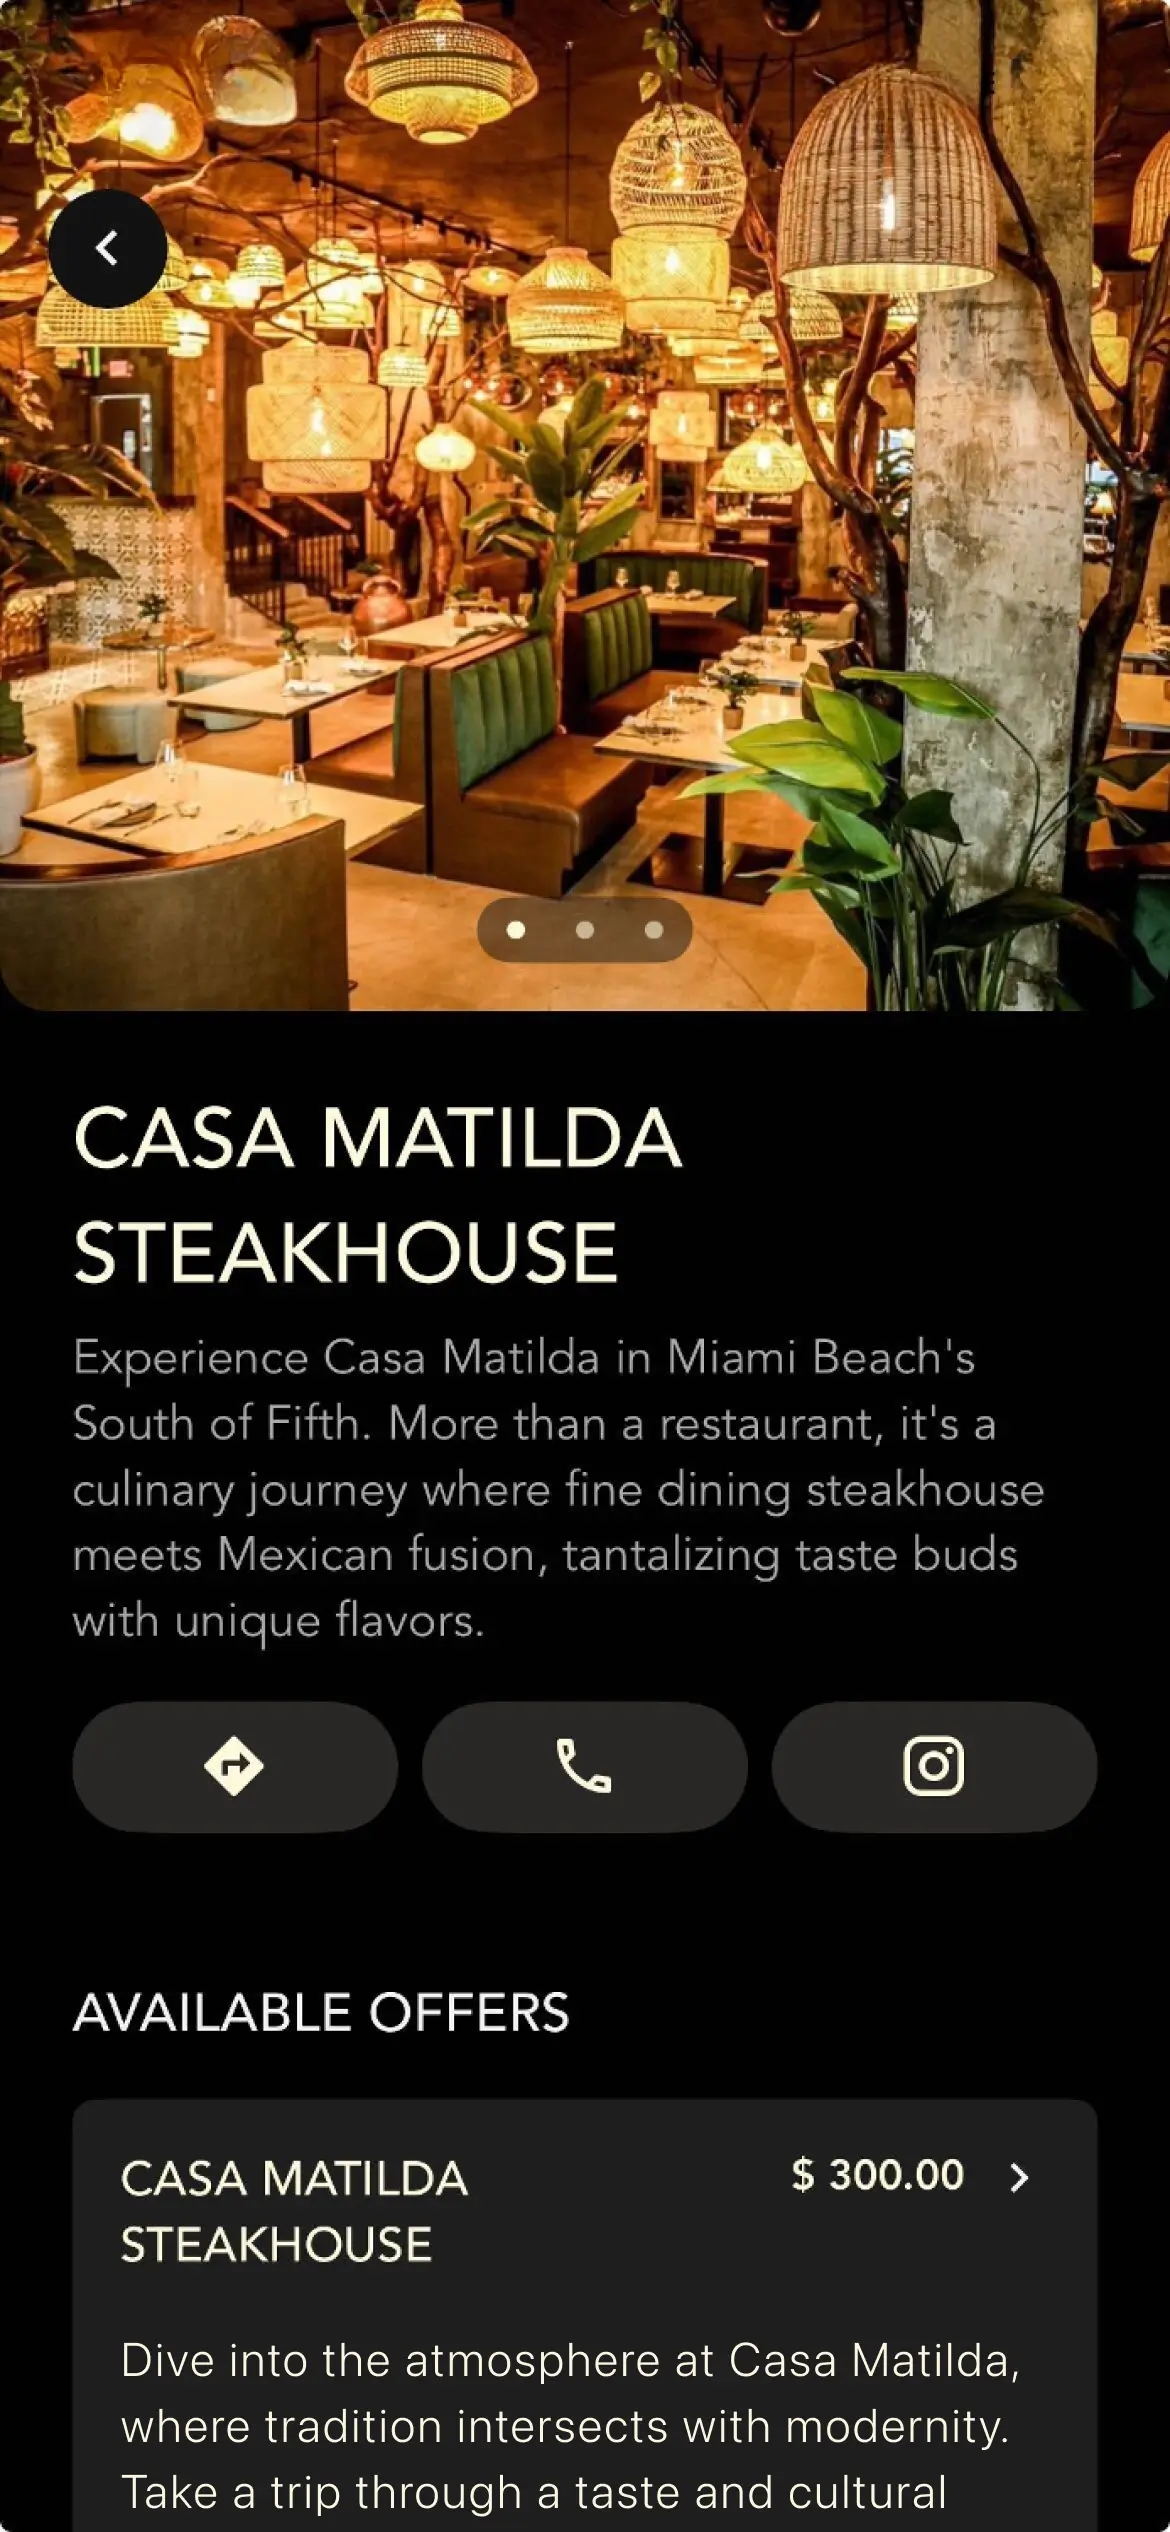 CASA MATILDA
STEAKHOUSE
Experience Casa Matilda in Miami Beach's
South of Fifth. More than a restaurant, it's a
culinary journey where fine dining steakhouse
meets Mexican fusion, tantalizing taste buds
with unique flavors.
AVAILABLE OFFERS
CASA MATILDA
STEAKHOUSE
$ 300.00
Dive into the atmosphere at Casa Matilda,
where tradition intersects with modernity.
Take a trip through a taste and cultural